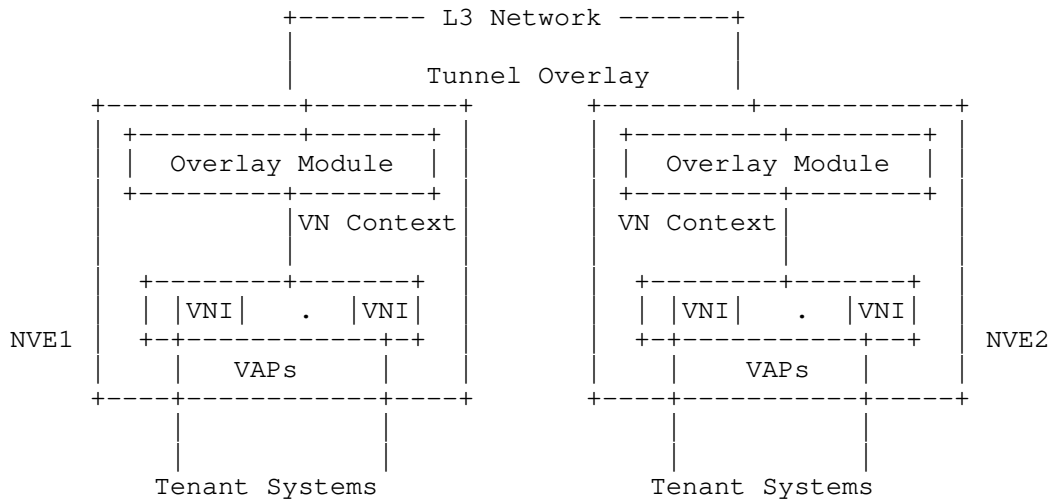 L3 Network
Tunnel Overlay
Overlay Module Overlay Module
VN Context VN Context
VNI . VNI VNI . VNI
NVE1 NVE2
VAPs VAPs
Tenant Systems Tenant Systems